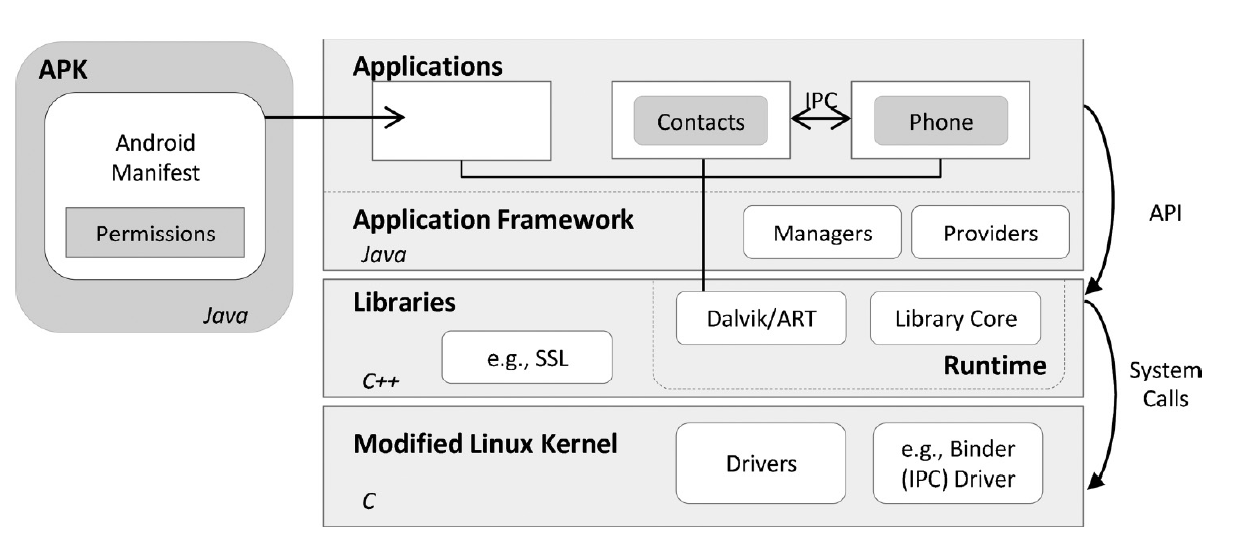 APK
Android
Manifest
Permissions
Java
Applications
Contacts
IPC
Phone
Application Framework
Java
Managers
Providers
API
Libraries
e.g., SSL
C++
Dalvik/ART
Library Core
Runtime
System
Calls
Modified Linux Kernel
C
Drivers
e.g., Binder
(IPC) Driver